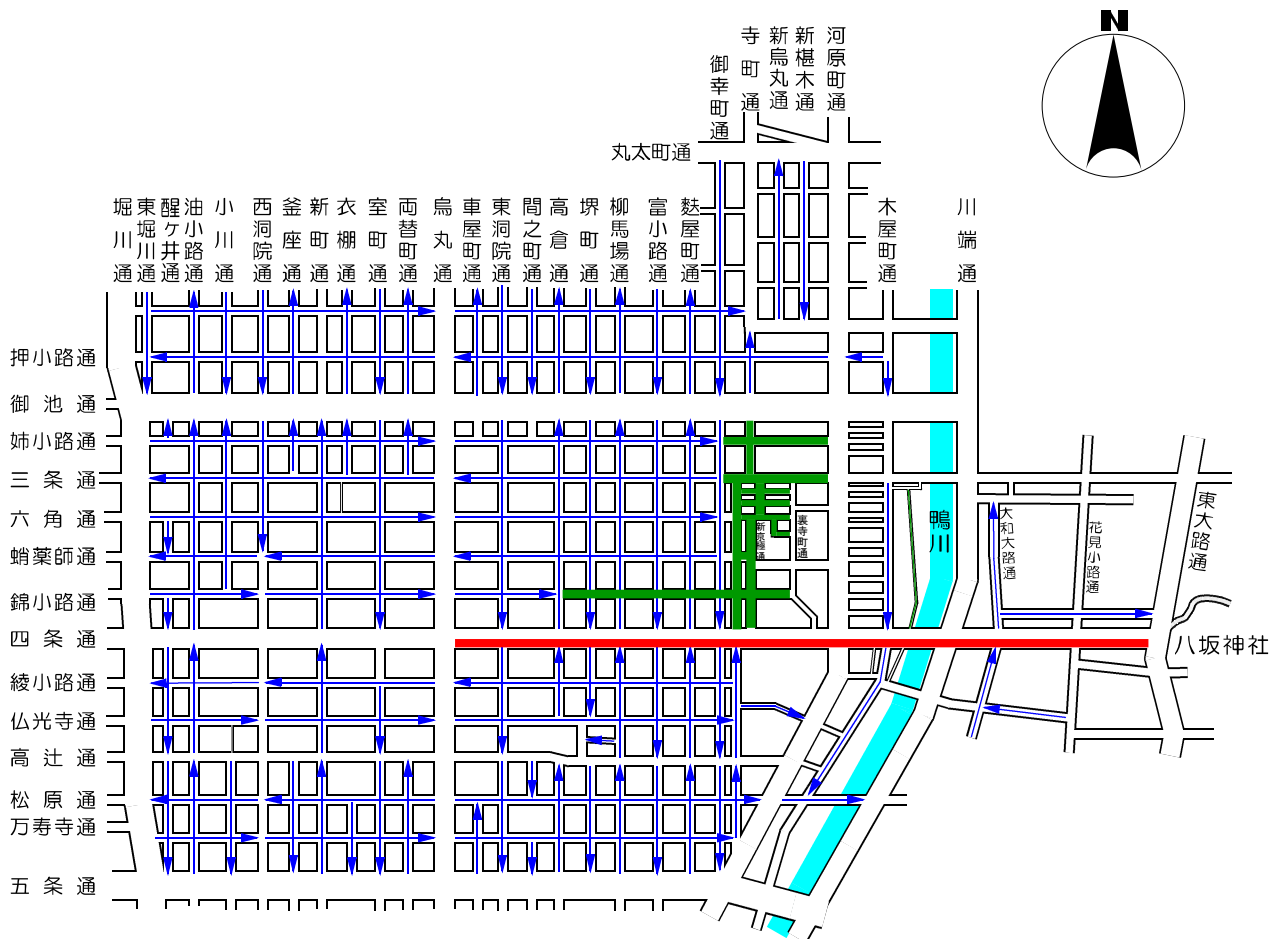 N
御幸町通
寺町通
新烏丸通
新椹木通
河原町通
丸太町通
堀川通
東堀川通
醒ヶ井通
油小路通
小川通
西洞院通
釜座通
新町通
衣棚通
室町通
両替町通
烏丸通
車屋町通
東洞院通
間之町通
高倉通
堺町通
柳馬場通
富小路通
麩屋町通
木屋町通
川端通
押小路通
御池通
姉小路通
三条通
六角通
蛸薬師通
錦小路通
四条通
綾小路通
仏光寺通
高辻通
松原通
万寿寺通
五条通
新京極通
裏寺町通
鴨川
大和大路通
花見小路通
東大路通
八坂神社